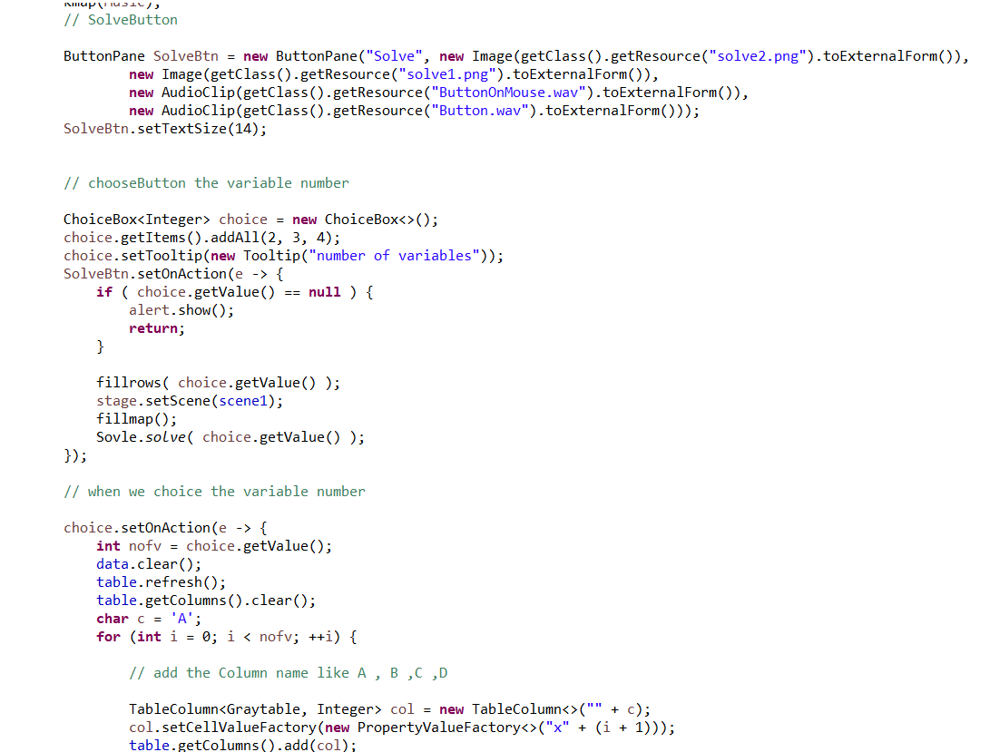 // SolveButton
ButtonPane SolveBtn = new ButtonPane("Solve", new Image(getClass().getResource("solve2.png").toExternalForm()),
new Image(getClass().getResource("solve1.png").toExternalForm()),
new AudioClip(getClass().getResource("ButtonOnMouse.wav").toExternalForm()),
new AudioClip(getClass().getResource("Button.wav").toExternalForm()));
SolveBtn.setTextSize(14);
// chooseButton the variable number
ChoiceBox<Integer> choice = new ChoiceBox<>();
choice.getItems().addAll(2, 3, 4);
choice.setTooltip(new Tooltip("number of variables"));
SolveBtn.setOnAction(e -> {
if ( choice.getValue() == null ) {
alert.show();
return;
}
fillrows( choice.getValue() );
stage.setScene(scene1);
fillmap();
Sovle.solve( choice.getValue() );
});
// when we choice the variable number
choice.setOnAction(e -> {
int nofv = choice.getValue();
data.clear();
table.refresh();
table.getColumns().clear();
char c = 'A';
for (int i = 0; i < nofv; ++i) {
// add the Column name like A , B ,C ,D
TableColumn<Graytable, Integer> col = new TableColumn<>("" + c);
col.setCellValueFactory(new PropertyValueFactory<>("x" + (i + 1)));
table.getColumns().add(col);